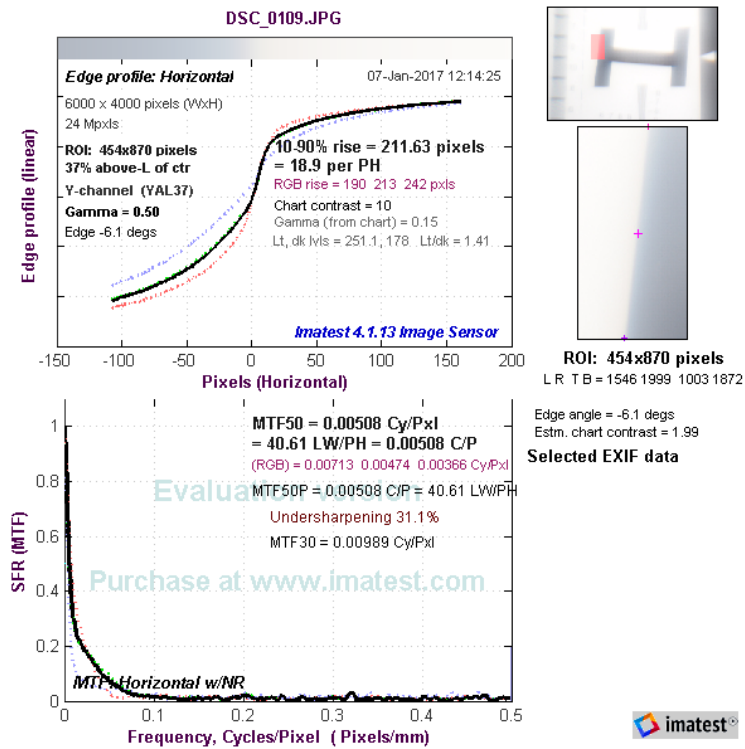 DSC_0109.JPG
Edge profile: Horizontal
07-Jan-2017 12:14:25
6000 x 4000 pixels (WxH)
24 Mpxls
ROI: 454x870 pixels
37% above-L of ctr
Y-channel (YAL37)
Gamma = 0.50
Edge -6.1 degs
10-90% rise = 211.63 pixels
= 18.9 per PH
RGB rise = 190 213 242 pxls
Chart contrast = 10
Gamma (from chart) = 0.15
Lt, dk lvls = 251.1, 178 Lt/dk = 1.41
Imatest 4.1.13 Image Sensor
Edge profile (linear)
-150 -100 -50 0 50 100 150 200
Pixels (Horizontal)
ROI: 454x870 pixels
L R T B = 1546 1999 1003 1872
Edge angle = -6.1 degs
Estm. chart contrast = 1.99
Selected EXIF data
MTF50 = 0.00508 Cy/Pxl
= 40.61 LW/PH = 0.00508 C/P
(RGB) = 0.00713 0.00474 0.00366 Cy/Pxl
Evaluation version
MTF50P = 0.00508 C/P = 40.61 LW/PH
Undersharpening 31.1%
MTF30 = 0.00989 Cy/Pxl
Purchase at www.imatest.com
MTF: Horizontal w/NR
SFR (MTF)
1
0.8
0.6
0.4
0.2
0
0 0.1 0.2 0.3 0.4 0.5
Frequency, Cycles/Pixel ( Pixels/mm)
imatest